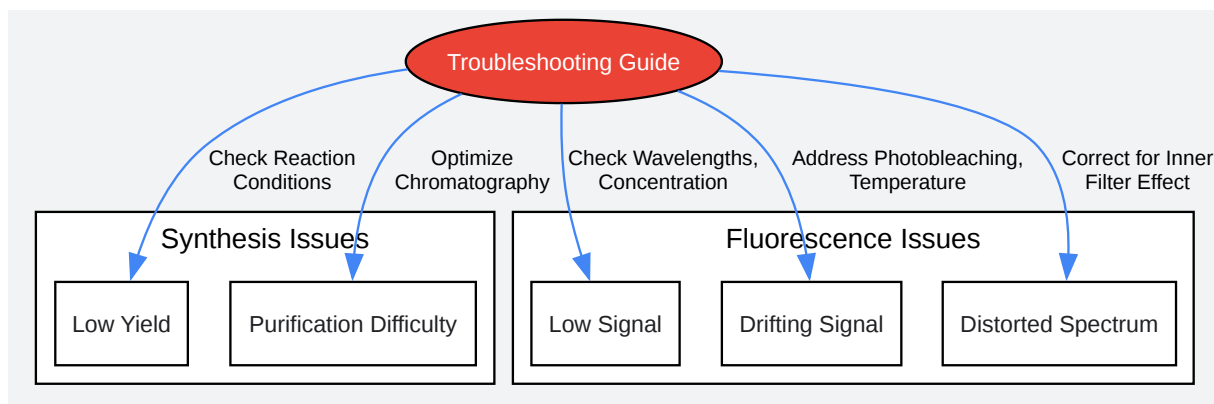 Troubleshooting Guide
Check Reaction
Conditions
Optimize
Chromatography
Check Wavelengths,
Concentration
Address Photobleaching,
Temperature
Correct for Inner
Filter Effect
Synthesis Issues
Fluorescence Issues
Low Yield
Purification Difficulty
Low Signal
Drifting Signal
Distorted Spectrum